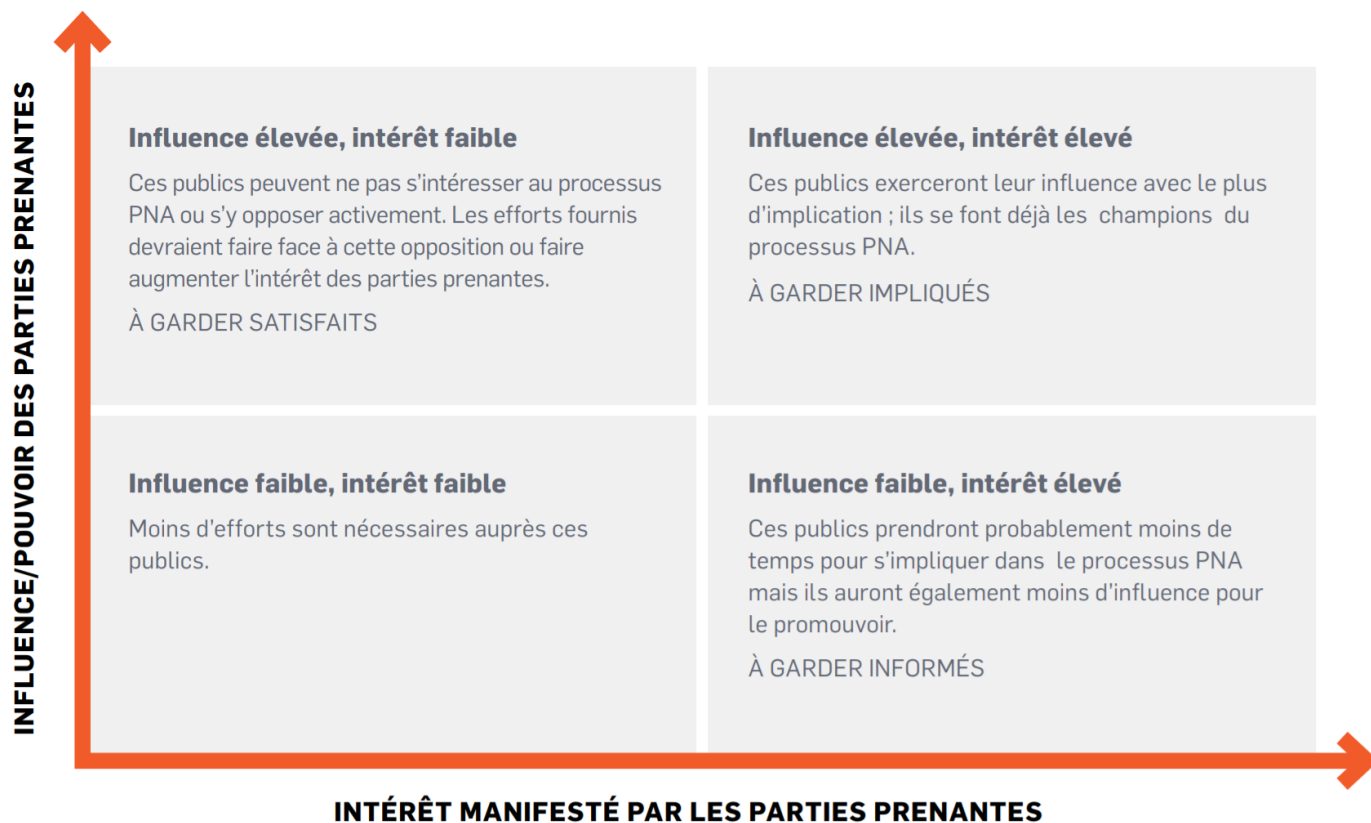 INFLUENCE/POUVOIR DES PARTIES PRENANTES
Influence élevée, intérêt faible
Ces publics peuvent ne pas s'intéresser au processus
PNA ou s'y opposer activement. Les efforts fournis
devraient faire face à cette opposition ou faire
augmenter l'intérêt des parties prenantes.
À GARDER SATISFAITS
Influence élevée, intérêt élevé
Ces publics exerceront leur influence avec le plus
d'implication ; ils se font déjà les champions du
processus PNA.
À GARDER IMPLIQUÉS
Influence faible, intérêt faible
Moins d'efforts sont nécessaires auprès ces
publics.
Influence faible, intérêt élevé
Ces publics prendront probablement moins de
temps pour s'impliquer dans le processus PNA
mais ils auront également moins d'influence pour
le promouvoir.
À GARDER INFORMÉS
INTÉRÊT MANIFESTÉ PAR LES PARTIES PRENANTES